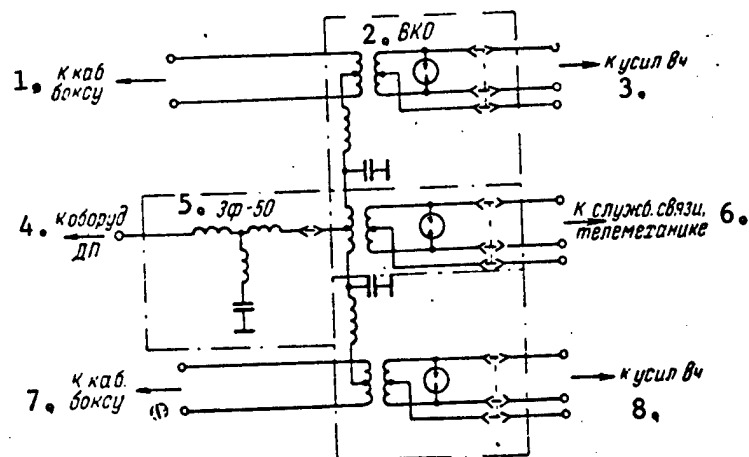 2. ВКО
1. к каб боксу
к усил ВЧ
3.
4. к оборуд ДП
5. ЗФ-50
к служб. связи, телемеханике 6.
7. к каб. боксу
к усил ВЧ
8.